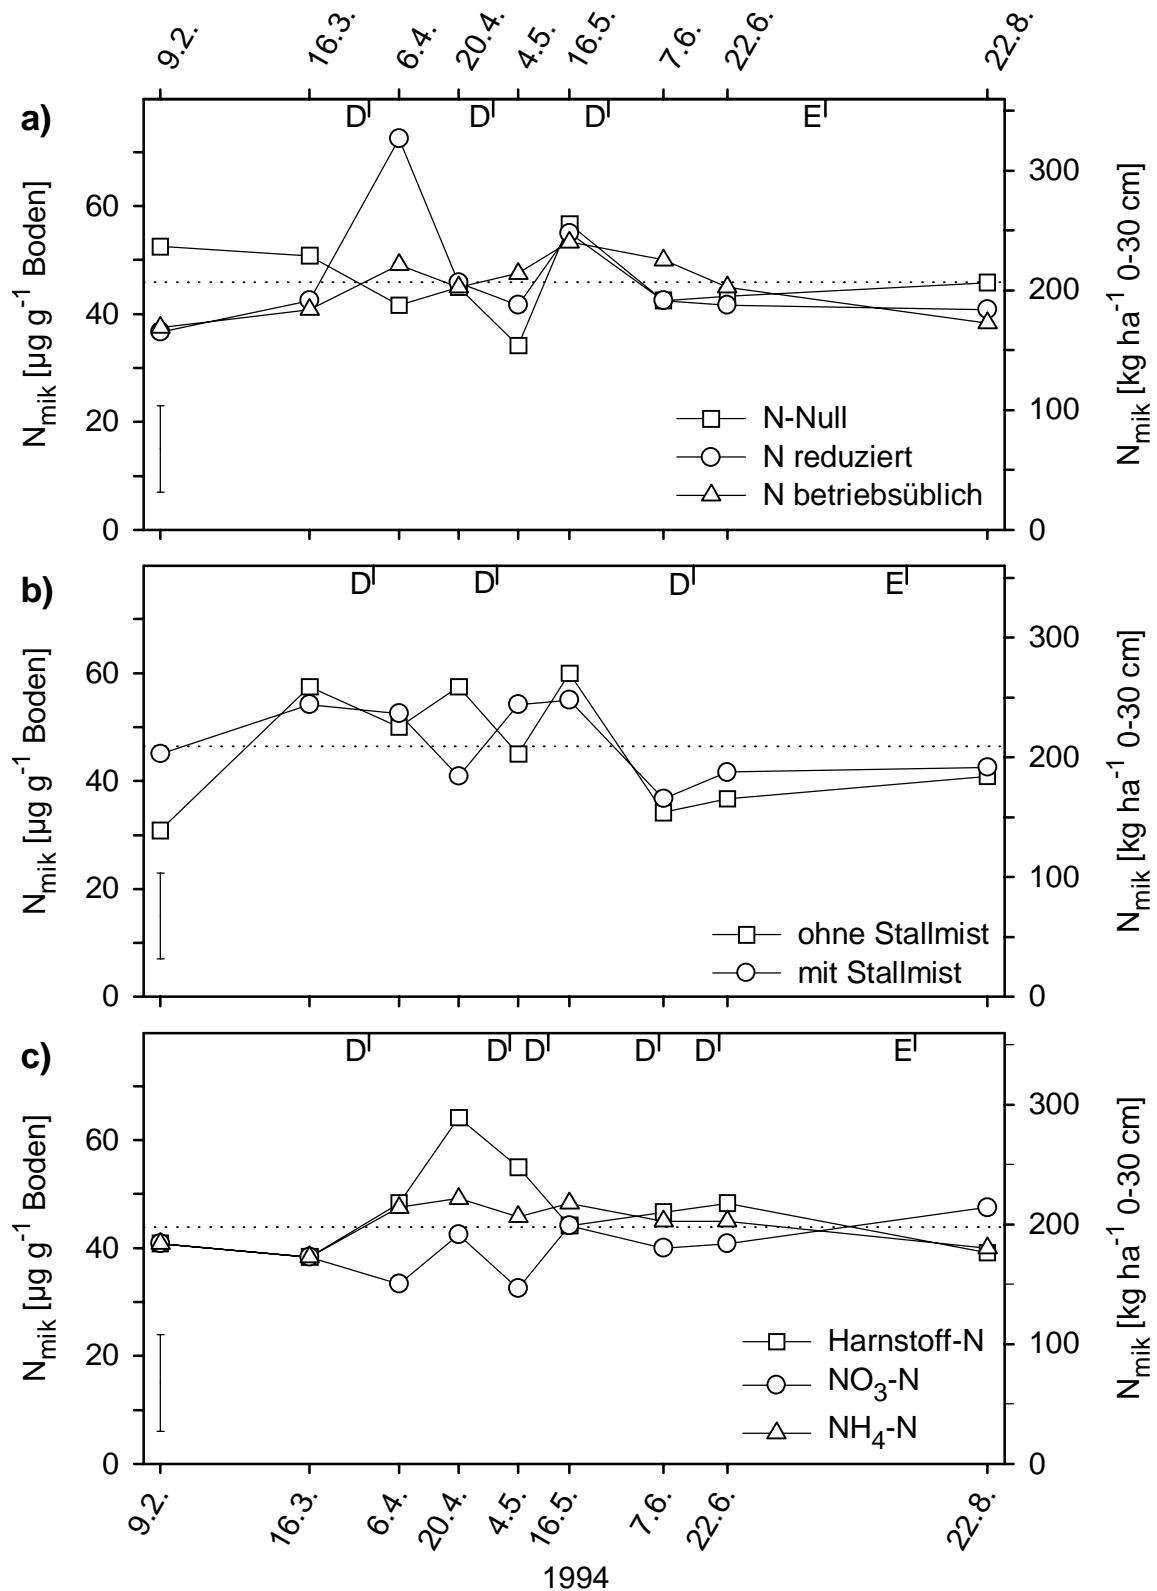 9.2. 16.3. 6.4. 20.4. 4.5. 16.5. 7.6. 22.6. 22.8.
a)
D D D E
N_mik [µg g^-1 Boden]
60
40
20
0
300
200
100
0
N_mik [kg ha^-1 0-30 cm]
N-Null
N reduziert
N betriebsüblich
b)
D D D E
N_mik [µg g^-1 Boden]
60
40
20
0
300
200
100
0
N_mik [kg ha^-1 0-30 cm]
ohne Stallmist
mit Stallmist
c)
D D D D D E
N_mik [µg g^-1 Boden]
60
40
20
0
300
200
100
0
N_mik [kg ha^-1 0-30 cm]
Harnstoff-N
NO3-N
NH4-N
9.2. 16.3. 6.4. 20.4. 4.5. 16.5. 7.6. 22.6. 22.8.
1994